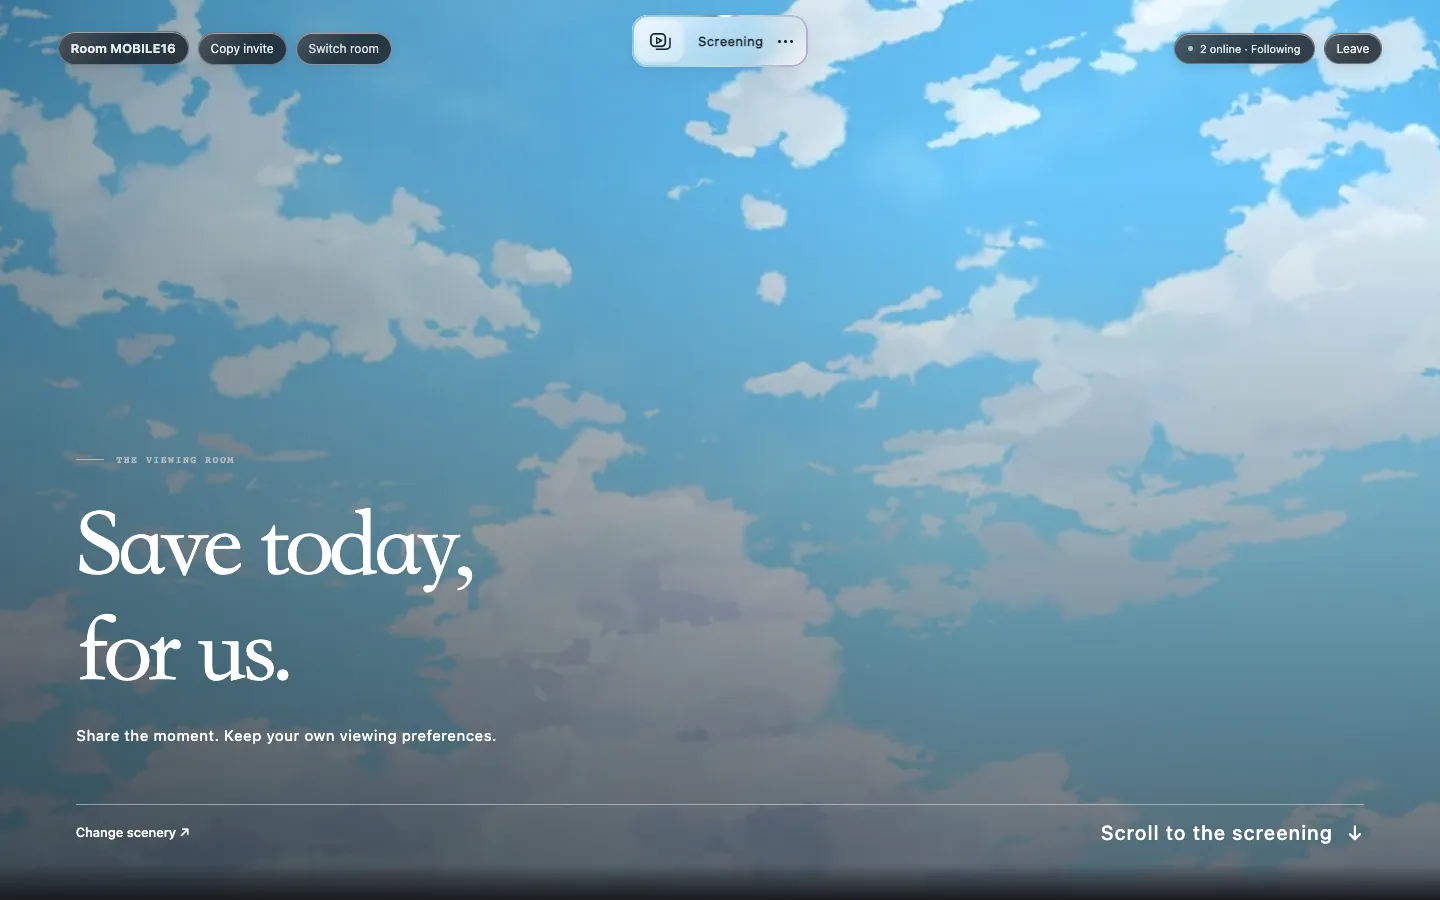 Room MOBILE16
Copy invite
Switch room
Screening
2 online · Following
Leave
THE VIEWING ROOM
Save today,
for us.
Share the moment. Keep your own viewing preferences.
Change scenery ↗
Scroll to the screening ↓